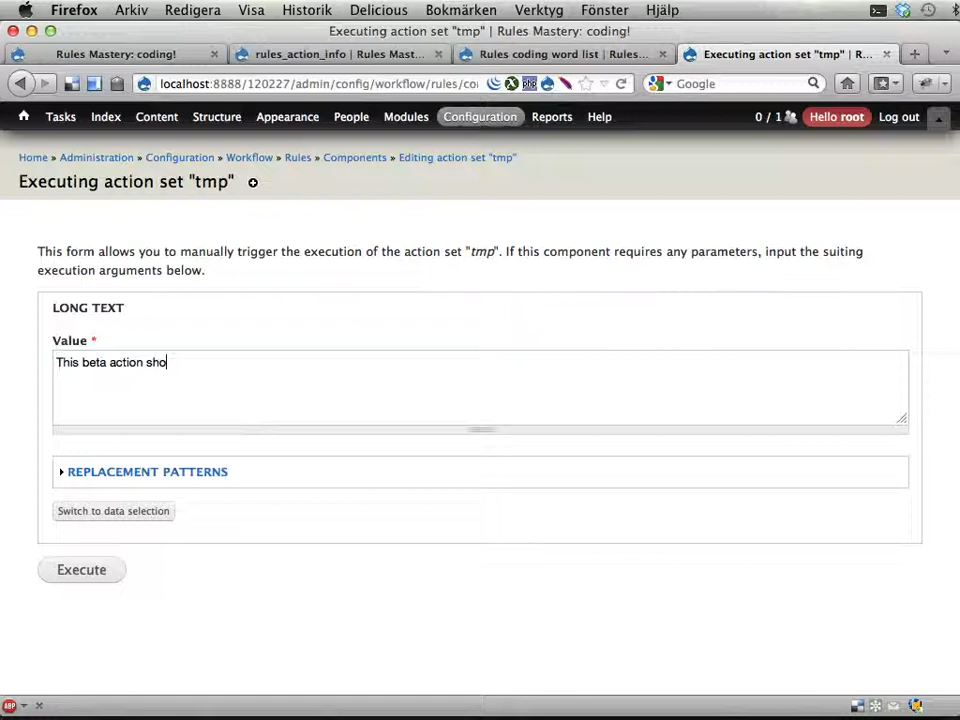 Firefox Arkiv Redigera Visa Historik Delicious Bokmärken Verktyg Fönster Hjälp
Executing action set "tmp" | Rules Mastery: coding!
Rules Mastery: coding! rules_action_info | Rules Mast... Rules coding word list | Rules... Executing action set "tmp" | R...
localhost:8888/120227/admin/config/workflow/rules/co Google
Tasks Index Content Structure Appearance People Modules Configuration Reports Help 0 / 1 Hello root Log out
Home » Administration » Configuration » Workflow » Rules » Components » Editing action set "tmp"
Executing action set "tmp"
This form allows you to manually trigger the execution of the action set "tmp". If this component requires any parameters, input the suiting
execution arguments below.
LONG TEXT
Value *
This beta action sho
REPLACEMENT PATTERNS
Switch to data selection
Execute
ABP